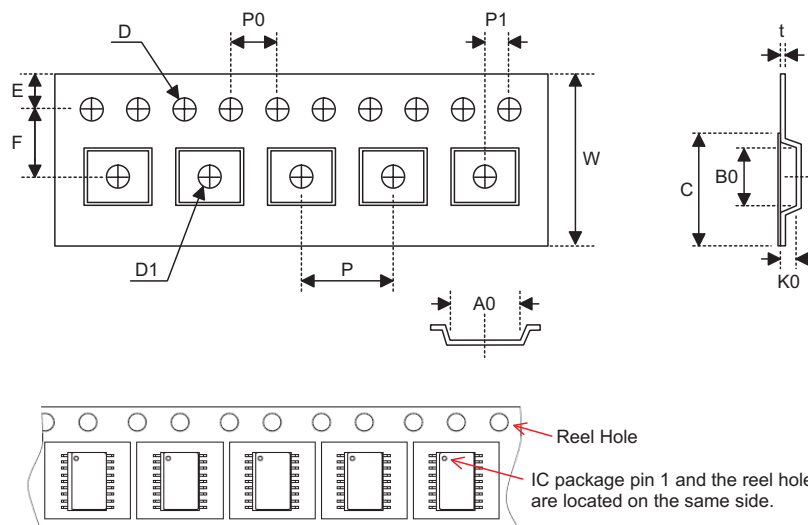 D
P0
P1
t
E
F
W
C
B0
D1
P
K0
A0
Reel Hole
IC package pin 1 and the reel hole
are located on the same side.